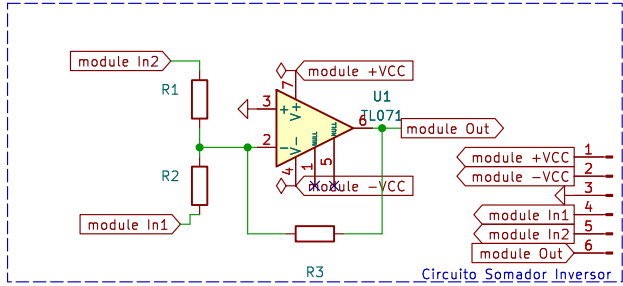 module In2
module +VCC
R1
7
U1
TL071
3
+
V+
6
module Out
NULL
NULL
2
-
V-
module +VCC
1
R2
4
1
5
module -VCC
module -VCC
2
3
module In1
module In1
4
module In2
5
module Out
6
R3
Circuito Somador Inversor